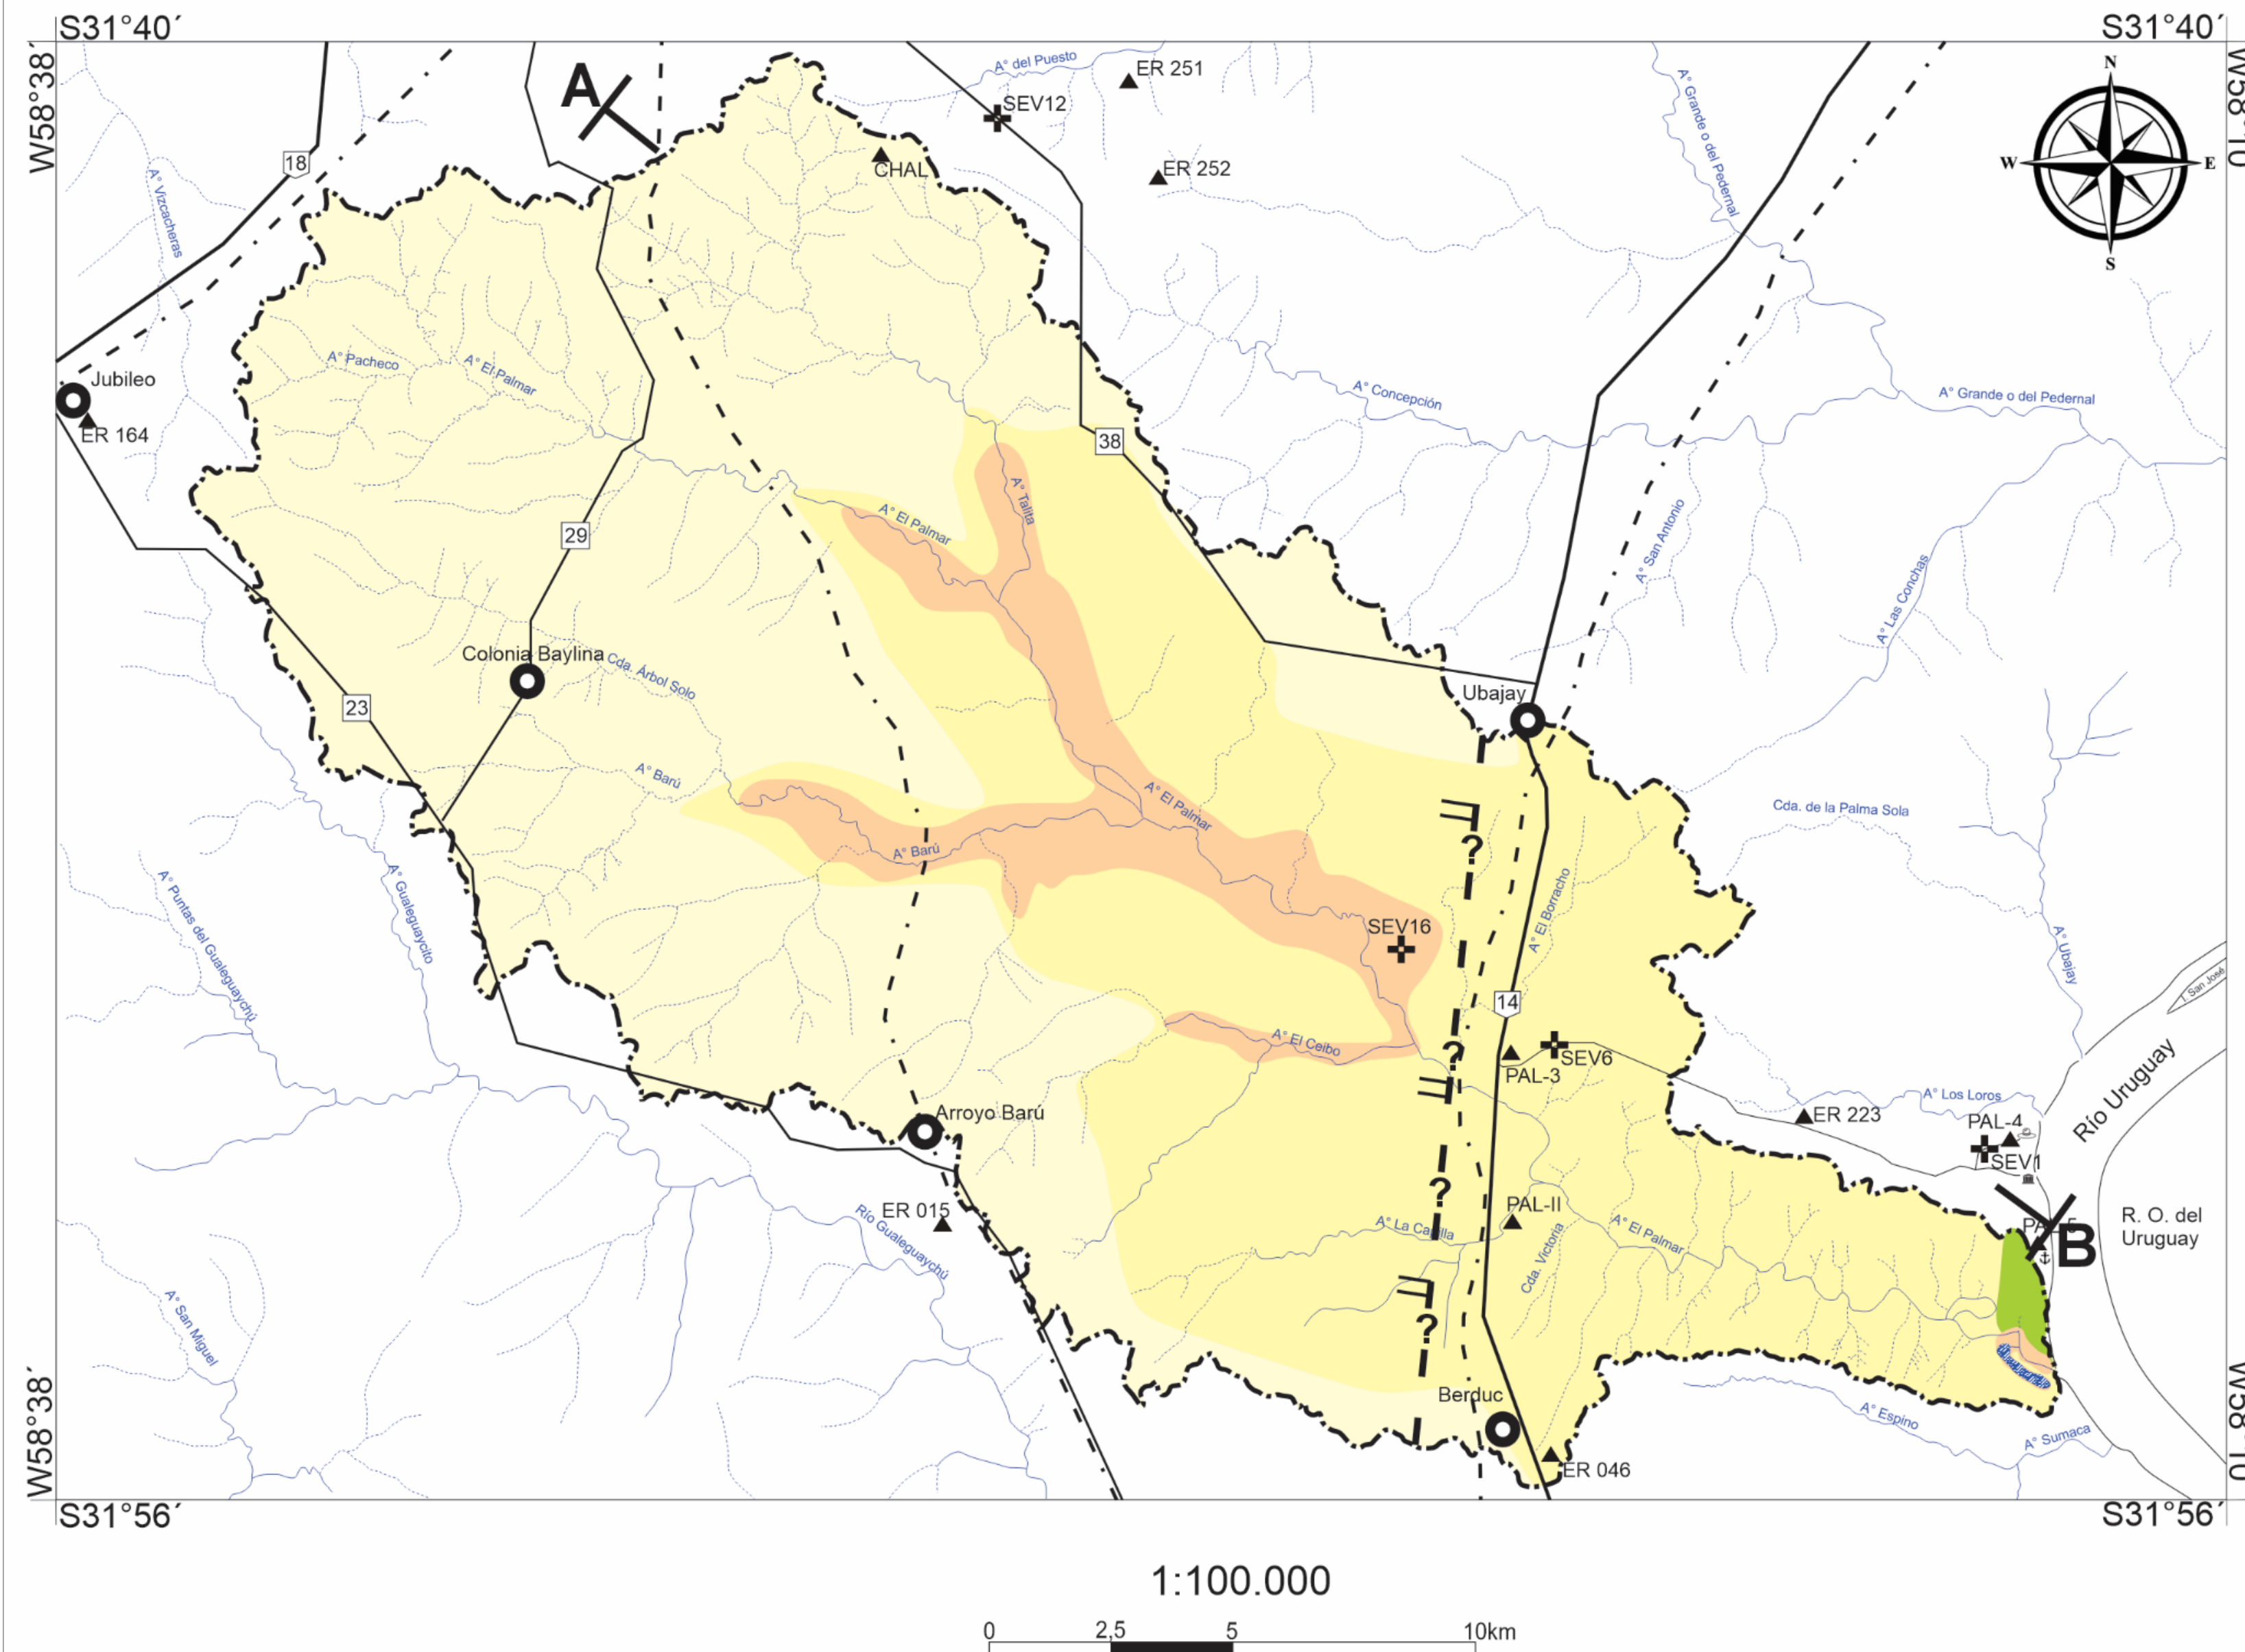 S31°40´
S31°40´
W58°38´
W58°10´
N
W
E
S
A
A° del Puesto
ER 251
SEV12
ER 252
CHAL
18
A° Vizcacheras
A° Grande o del Pedernal
A° Pacheco
A° El Palmar
Jubileo
ER 164
A° Concepción
A° Grande o del Pedernal
38
A° Talita
A° El Palmar
29
A° San Antonio
A° Las Conchas
Colonia Baylina
Cda. Árbol Solo
23
Ubajay
A° Barú
A° El Palmar
Cda. de la Palma Sola
?
A° Barú
A° Puntas del Gualeguaychú
A° Gualeguaycito
A° El Borracho
SEV16
A° Ubajay
I. San José
14
A° El Ceibo
?
SEV6
PAL-3
Río Uruguay
A° Los Loros
Arroyo Barú
ER 223
PAL-4
SEV1
?
ER 015
Río Gualeguaychú
PAL-II
A° La Capilla
Cda. Victoria
A° El Palmar
B
R. O. del
Uruguay
A° San Miguel
?
Berduc
A° Espino
A° Sumaca
ER 046
W58°38´
W58°10´
S31°56´
S31°56´
1:100.000
0
2,5
5
10km